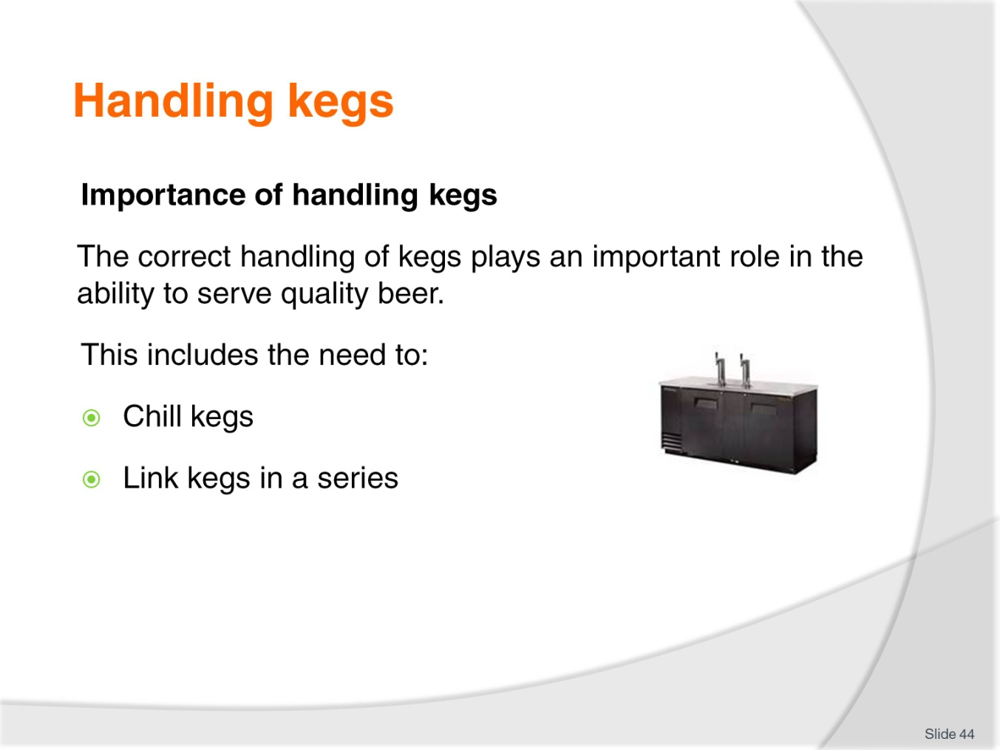 Handling kegs
Importance of handling kegs
The correct handling of kegs plays an important role in the
ability to serve quality beer.
This includes the need to:
Chill kegs
Link kegs in a series
Slide 44